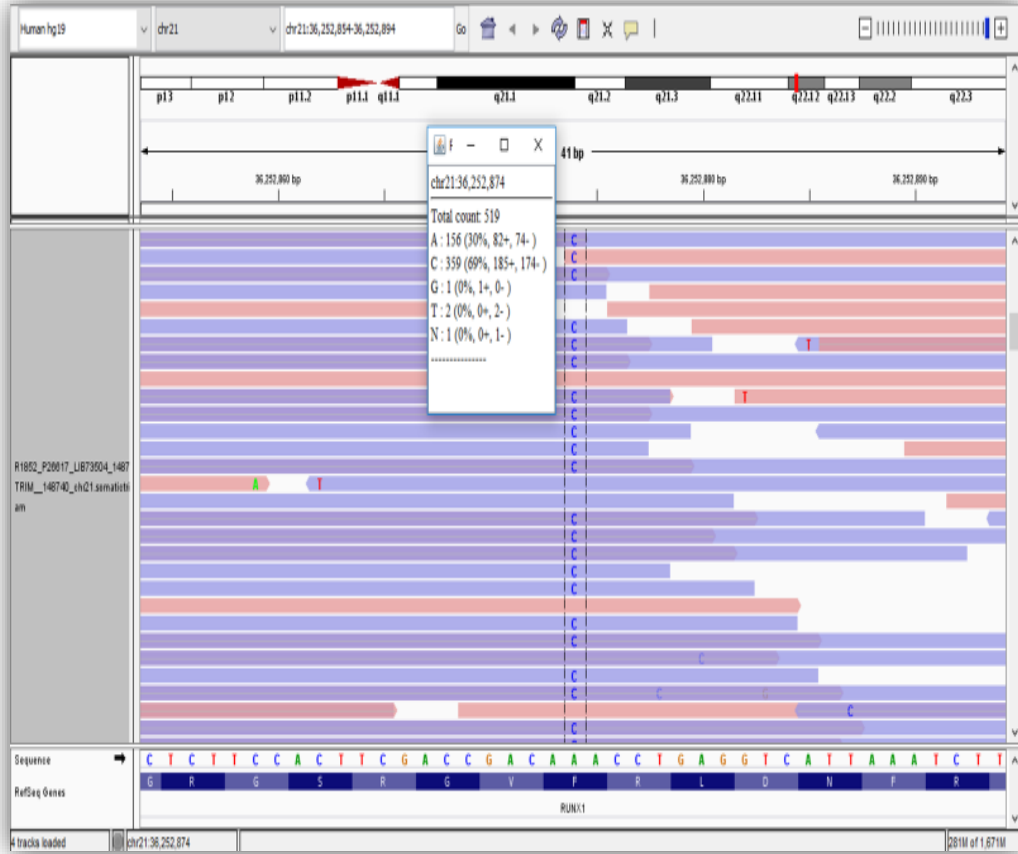 Human hg19 chr21 chr21:36,252,854-36,252,894 Go
p13 p12 p11.2 p11.1 q11.1 q21.1 q21.2 q21.3 q22.11 q22.12 q22.13 q22.2 q22.3
41 bp
36,252,860 bp 36,252,880 bp 36,252,890 bp
chr21:36,252,874
Total count: 519
A : 156 (30%, 82+, 74- )
C : 359 (69%, 185+, 174- )
G : 1 (0%, 1+, 0- )
T : 2 (0%, 0+, 2- )
N : 1 (0%, 0+, 1- )
---------------
C
C
C
C
C T
C
C T
C
C
C
C
A T
C
C
C
C
C
C
C
C C
C
C C G
C
C
R1852_P26617_LIB73504_1487
TRIM__148740_chr21.sematictri
am
Sequence C T C T T C C A C T T C G A C C G A C A A A C C T G A G G T C A T T A A A T C T T
RefSeq Genes G R G S R G V F R L D N F R
RUNX1
4 tracks loaded chr21:36,252,874 281M of 1,671M